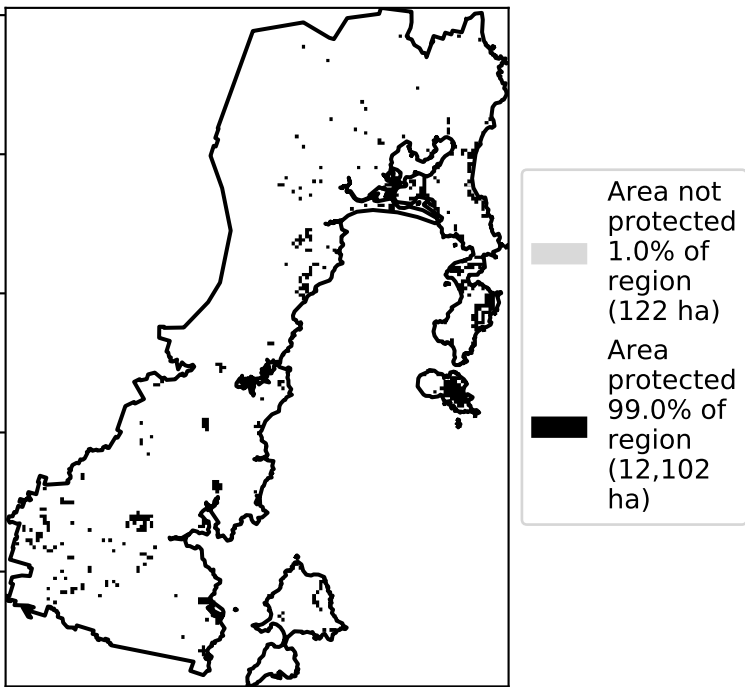 Area not
protected
1.0% of
region
(122 ha)
Area
protected
99.0% of
region
(12,102
ha)